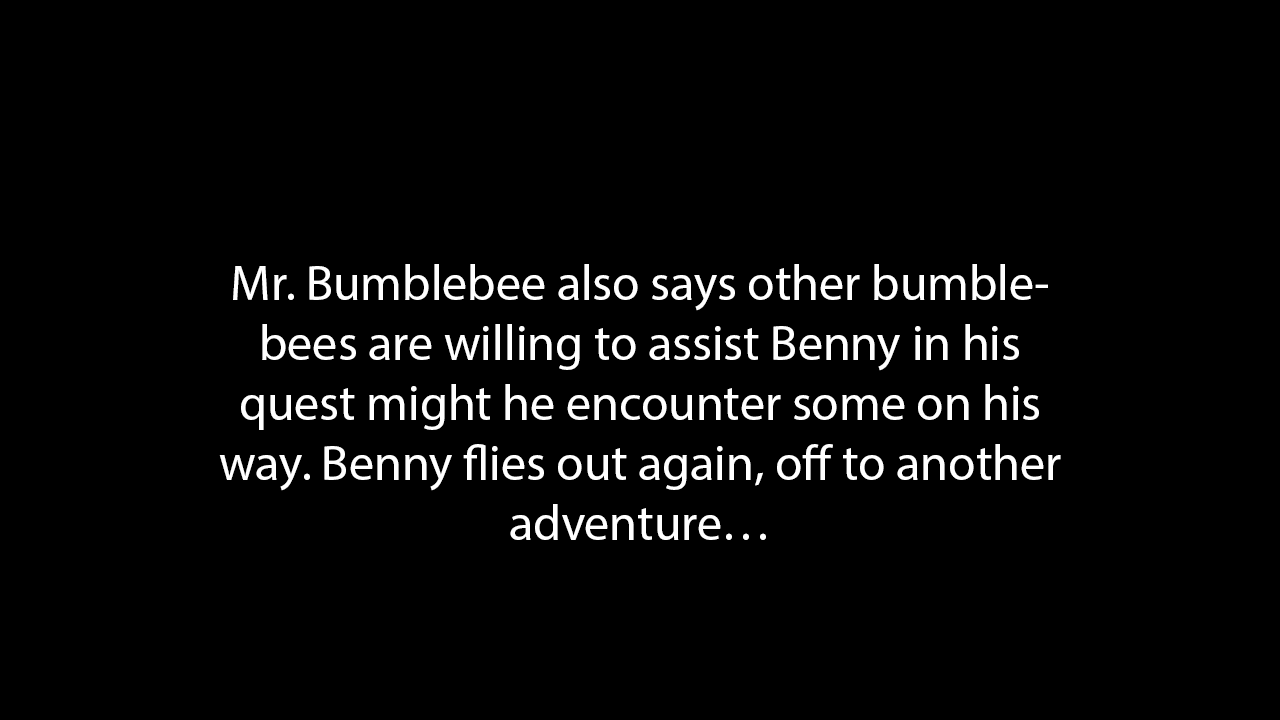 Mr. Bumblebee also says other bumble-
bees are willing to assist Benny in his
quest might he encounter some on his
way. Benny flies out again, off to another
adventure…